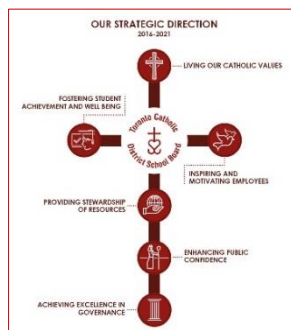 OUR STRATEGIC DIRECTION
2016-2021
LIVING OUR CATHOLIC VALUES
FOSTERING STUDENT
ACHIEVEMENT AND WELL BEING
Toronto Catholic
District School Board
INSPIRING AND
MOTIVATING EMPLOYEES
PROVIDING STEWARDSHIP
OF RESOURCES
ENHANCING PUBLIC
CONFIDENCE
ACHIEVING EXCELLENCE IN
GOVERNANCE